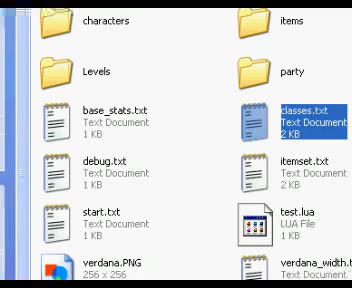 characters
items
Levels
party
base_stats.txt
Text Document
1 KB
classes.txt
Text Document
2 KB
debug.txt
Text Document
1 KB
itemset.txt
Text Document
2 KB
start.txt
Text Document
1 KB
test.lua
LUA File
1 KB
verdana.PNG
256 x 256
verdana_width.t
Text Document